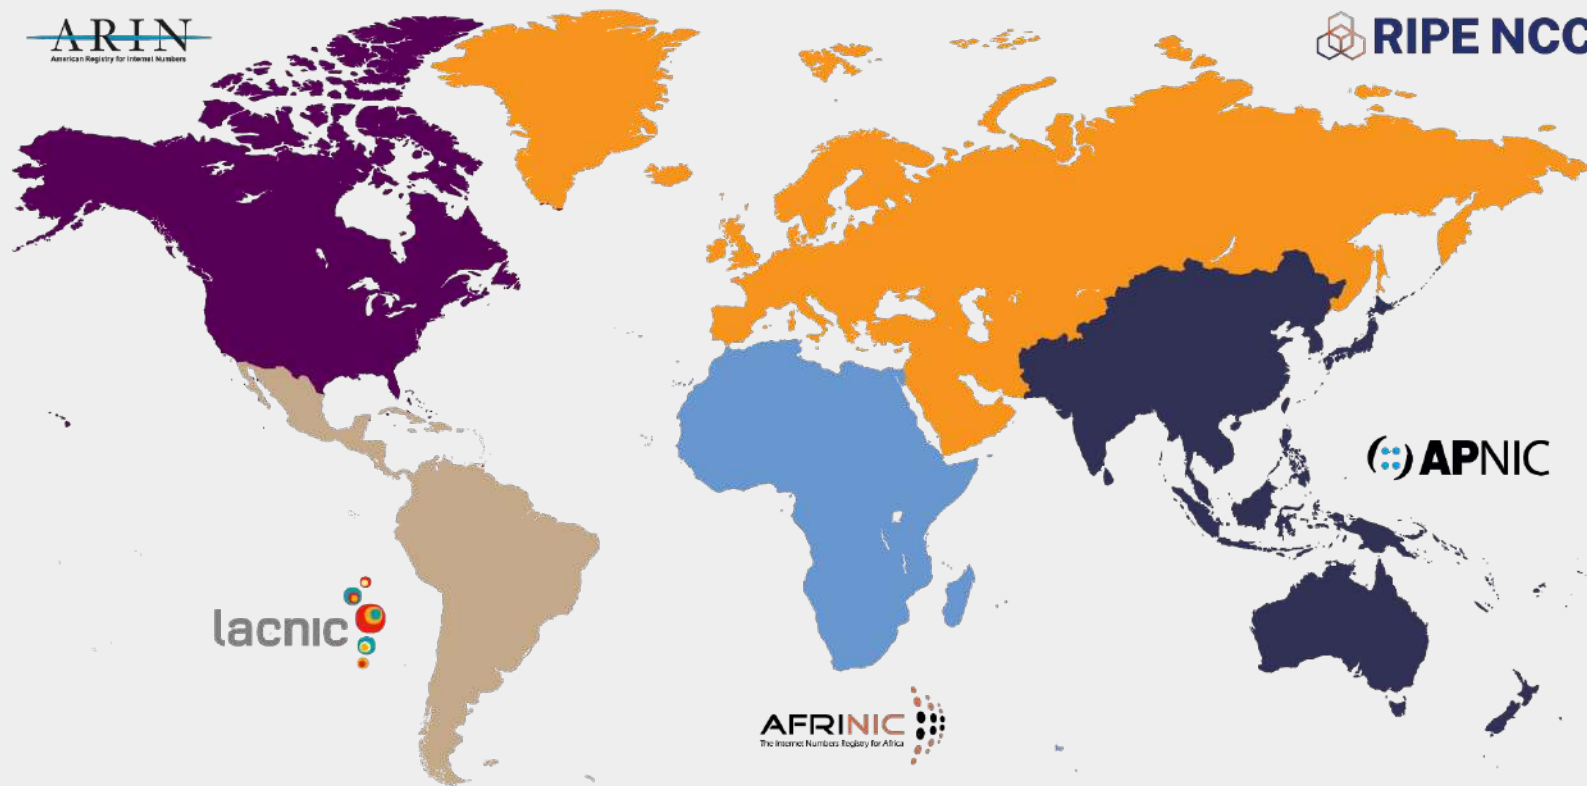 ARIN
American Registry for Internet Numbers
RIPE NCC
APNIC
lacnic
AFRINIC
The Internet Numbers Registry for Africa